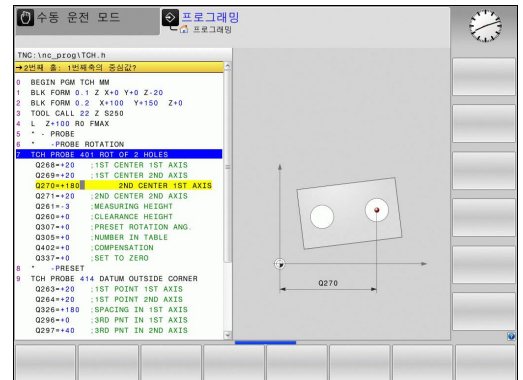 수동 운전 모드
프로그래밍
프로그래밍
TNC:\nc_prog\TCH.h
→2번째 홀: 1번째축의 중심값?
0 BEGIN PGM TCH MM
1 BLK FORM 0.1 Z X+0 Y+0 Z-20
2 BLK FORM 0.2 X+100 Y+150 Z+0
3 TOOL CALL 22 Z S250
4 L Z+100 R0 FMAX
5 * - PROBE
6 * -PROBE ROTATION
7 TCH PROBE 401 ROT OF 2 HOLES
Q268=+20 ;1ST CENTER 1ST AXIS
Q269=+20 ;1ST CENTER 2ND AXIS
Q270=+180 2ND CENTER 1ST AXIS
Q271=+20 ;2ND CENTER 2ND AXIS
Q261=-3 ;MEASURING HEIGHT
Q260=+0 ;CLEARANCE HEIGHT
Q307=+0 ;PRESET ROTATION ANG.
Q305=+0 ;NUMBER IN TABLE
Q402=+0 ;COMPENSATION
Q337=+0 ;SET TO ZERO
8 * -PRESET
9 TCH PROBE 414 DATUM OUTSIDE CORNER
Q263=+20 ;1ST POINT 1ST AXIS
Q264=+20 ;1ST POINT 2ND AXIS
Q326=+180 ;SPACING IN 1ST AXIS
Q296=+0 ;3RD PNT IN 1ST AXIS
Q297=+40 ;3RD PNT IN 2ND AXIS
Q270